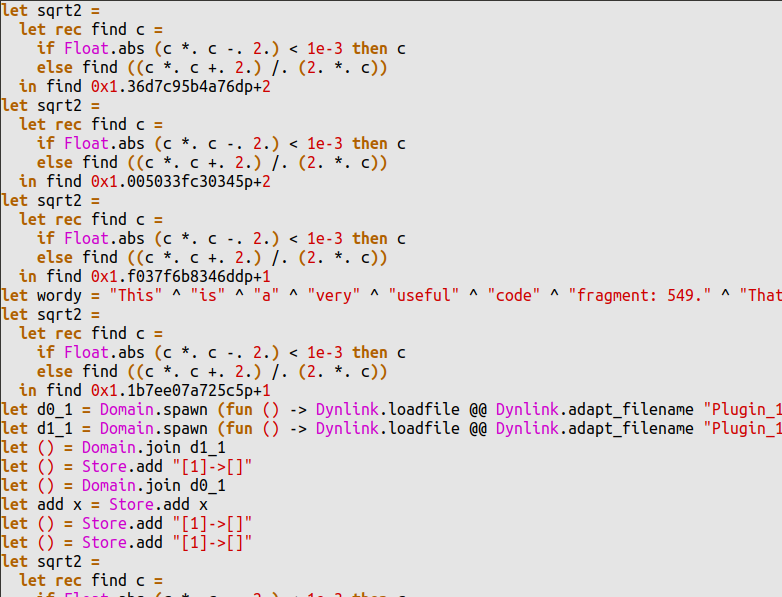 let sqrt2 =
  let rec find c =
    if Float.abs (c *. c -. 2.) < 1e-3 then c
    else find ((c *. c +. 2.) /. (2. *. c))
  in find 0x1.36d7c95b4a76dp+2
let sqrt2 =
  let rec find c =
    if Float.abs (c *. c -. 2.) < 1e-3 then c
    else find ((c *. c +. 2.) /. (2. *. c))
  in find 0x1.005033fc30345p+2
let sqrt2 =
  let rec find c =
    if Float.abs (c *. c -. 2.) < 1e-3 then c
    else find ((c *. c +. 2.) /. (2. *. c))
  in find 0x1.f037f6b8346ddp+1
let wordy = "This" ^ "is" ^ "a" ^ "very" ^ "useful" ^ "code" ^ "fragment: 549." ^ "That
let sqrt2 =
  let rec find c =
    if Float.abs (c *. c -. 2.) < 1e-3 then c
    else find ((c *. c +. 2.) /. (2. *. c))
  in find 0x1.1b7ee07a725c5p+1
let d0_1 = Domain.spawn (fun () -> Dynlink.loadfile @@ Dynlink.adapt_filename "Plugin_1
let d1_1 = Domain.spawn (fun () -> Dynlink.loadfile @@ Dynlink.adapt_filename "Plugin_1
let () = Domain.join d1_1
let () = Store.add "[1]->[]"
let () = Domain.join d0_1
let add x = Store.add x
let () = Store.add "[1]->[]"
let () = Store.add "[1]->[]"
let sqrt2 =
  let rec find c =
    if Float.abs (c *. c -. 2.) < 1e-3 then c